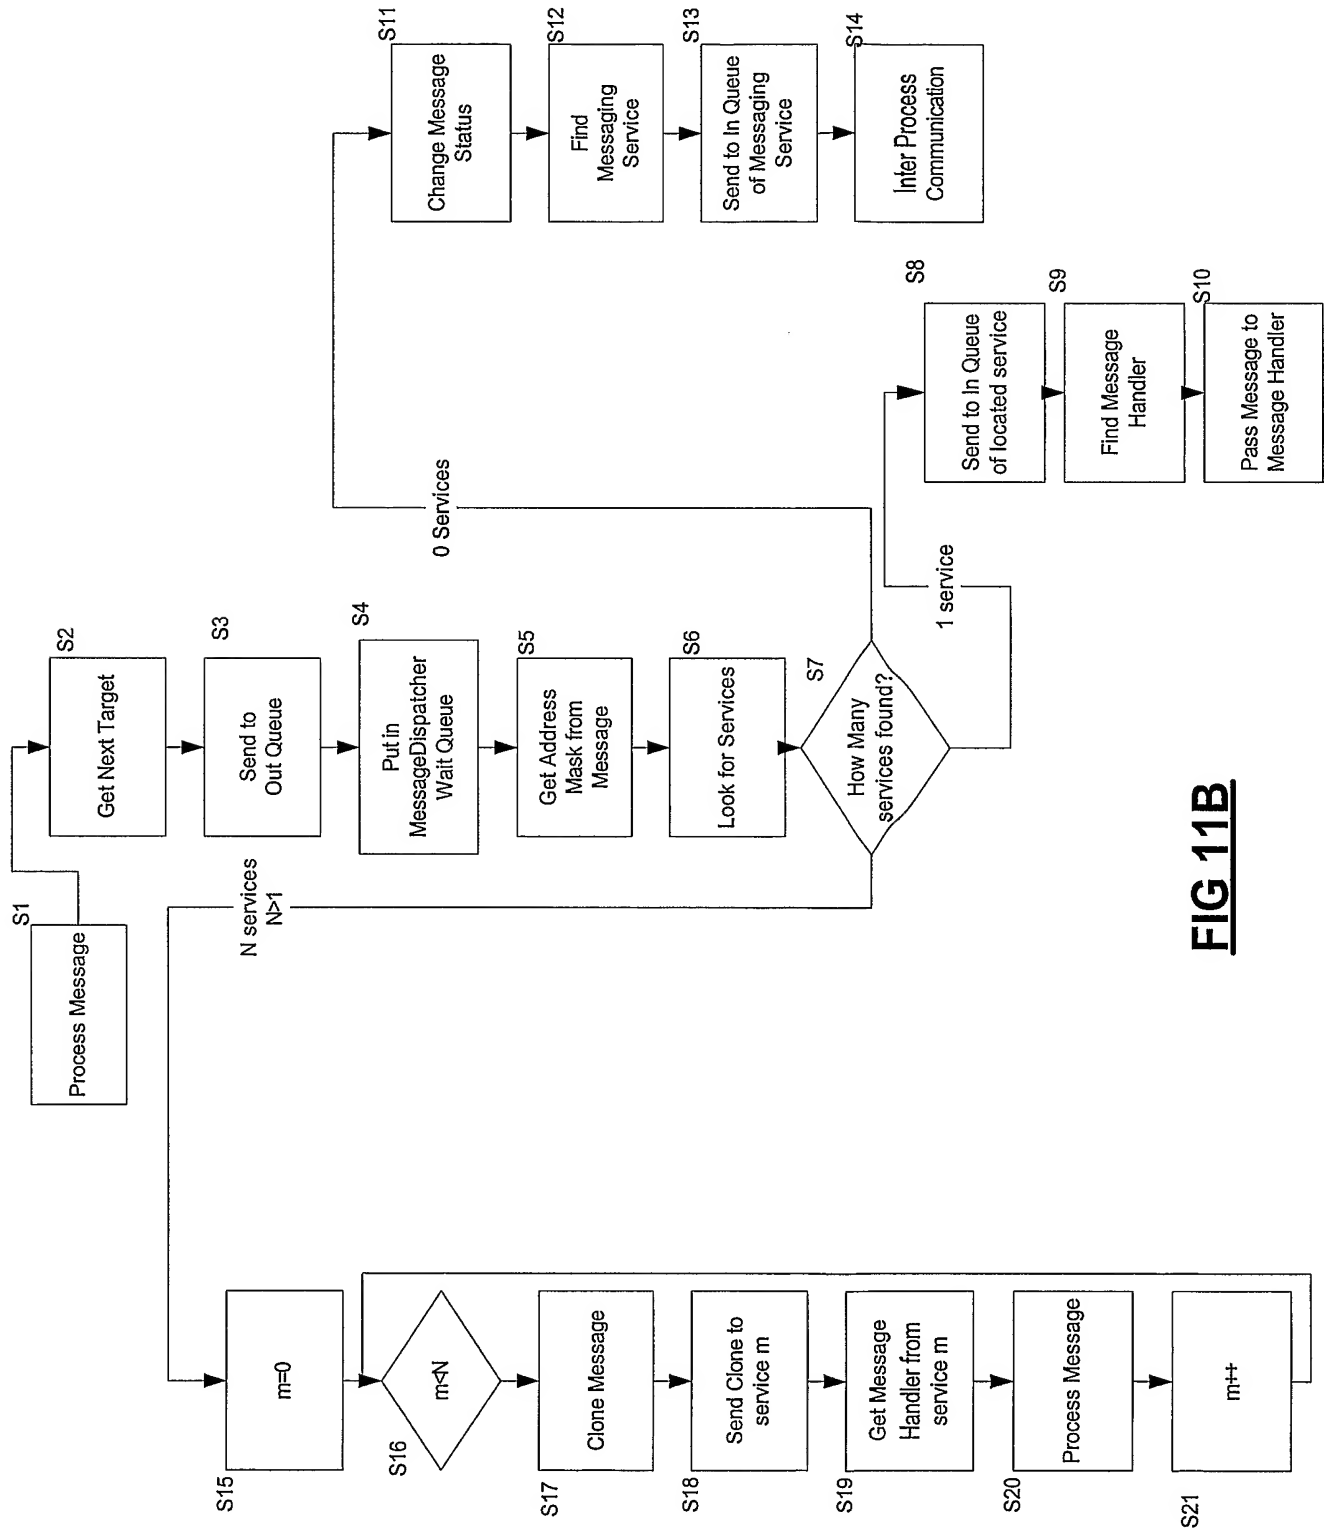 S1
Process Message
S2
Get Next Target
S3
Send to
Out Queue
S4
Put in
MessageDispatcher
Wait Queue
S5
Get Address
Mask from
Message
S6
Look for Services
S7
How Many
services found?
0 Services
1 service
N services
N>1
S8
Send to In Queue
of located service
S9
Find Message
Handler
S10
Pass Message to
Message Handler
S11
Change Message
Status
S12
Find
Messaging
Service
S13
Send to In Queue
of Messaging
Service
S14
Inter Process
Communication
S15
m=0
S16
m<N
S17
Clone Message
S18
Send Clone to
service m
S19
Get Message
Handler from
service m
S20
Process Message
S21
m++
FIG 11B